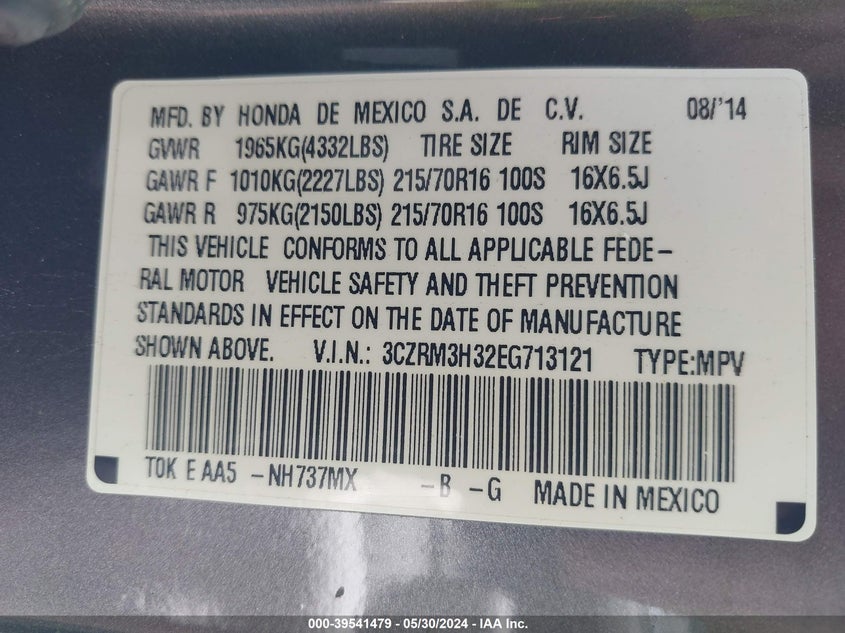 MFD. BY HONDA DE MEXICO S.A. DE C.V. 08/'14
GVWR 1965KG(4332LBS) TIRE SIZE RIM SIZE
GAWR F 1010KG(2227LBS) 215/70R16 100S 16X6.5J
GAWR R 975KG(2150LBS) 215/70R16 100S 16X6.5J
THIS VEHICLE CONFORMS TO ALL APPLICABLE FEDE-
RAL MOTOR VEHICLE SAFETY AND THEFT PREVENTION
STANDARDS IN EFFECT ON THE DATE OF MANUFACTURE
SHOWN ABOVE. V.I.N.: 3CZRM3H32EG713121 TYPE:MPV
T0K E AA5 -NH737MX -B -G MADE IN MEXICO
000-39541479 - 05/30/2024 - IAA Inc.